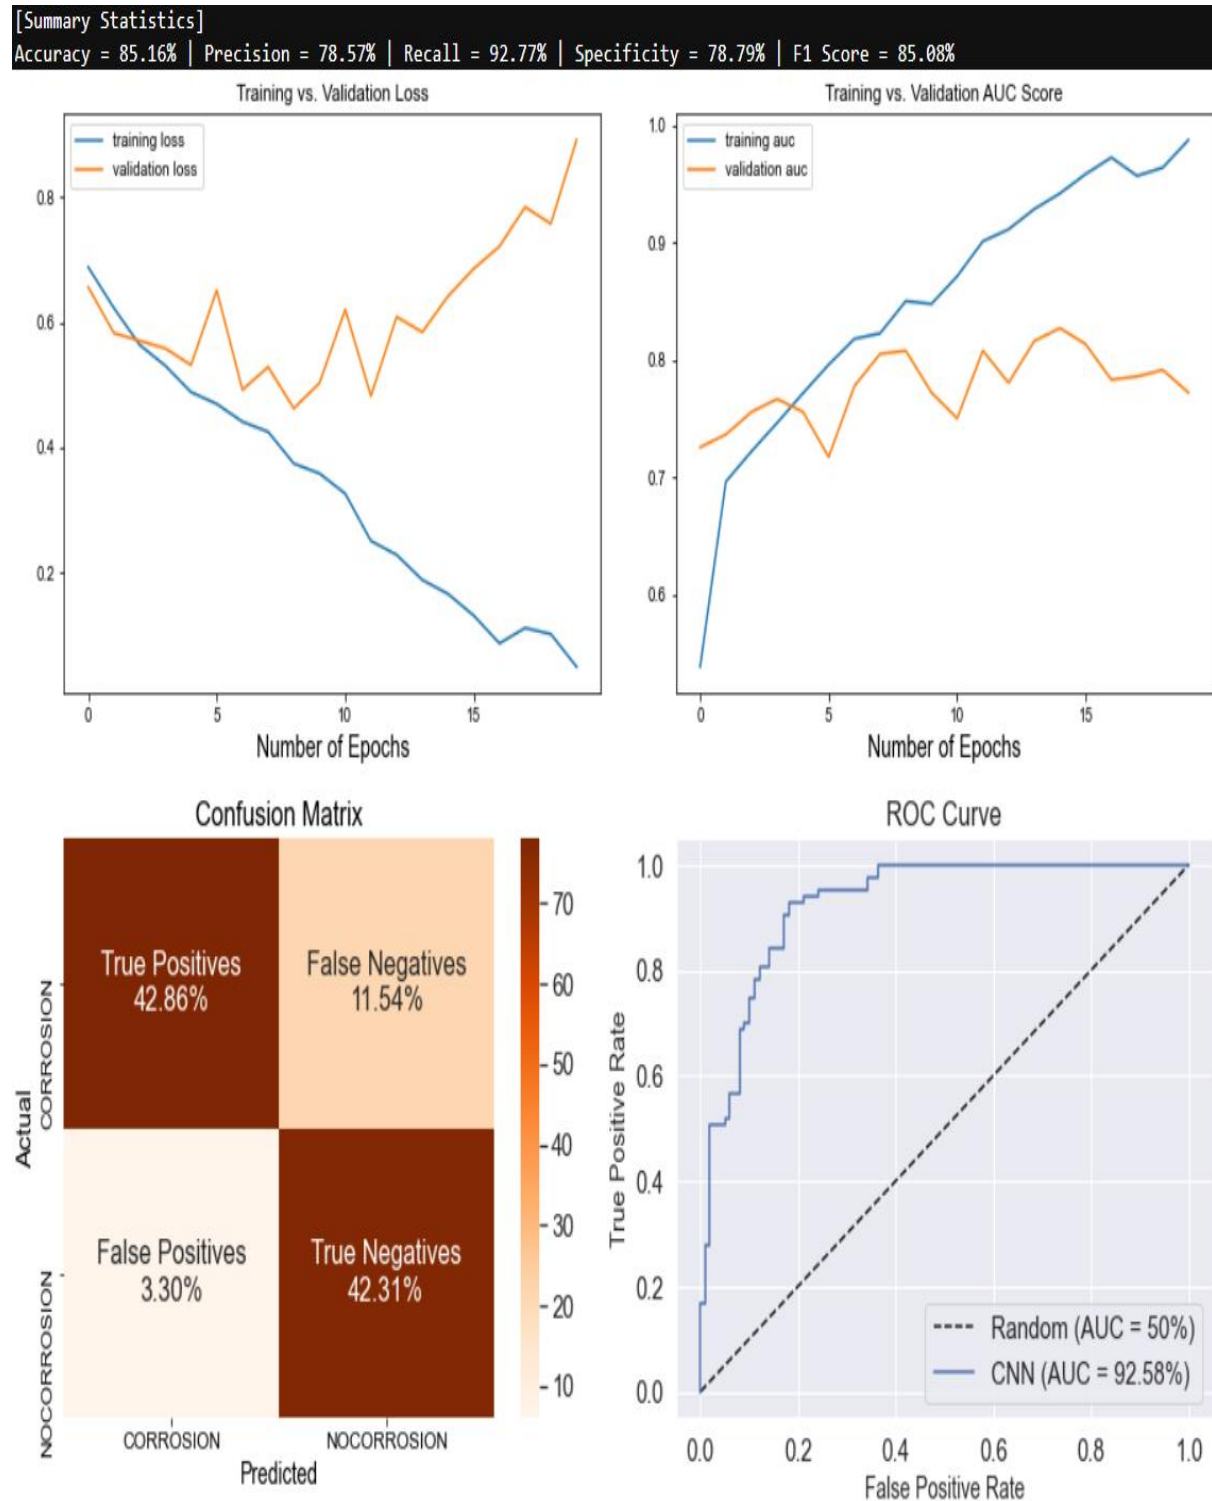 [Summary Statistics]
Accuracy = 85.16% | Precision = 78.57% | Recall = 92.77% | Specificity = 78.79% | F1 Score = 85.08%
Training vs. Validation Loss
training loss
validation loss
0.8
0.6
0.4
0.2
0 5 10 15
Number of Epochs
Training vs. Validation AUC Score
training auc
validation auc
1.0
0.9
0.8
0.7
0.6
0 5 10 15
Number of Epochs
Confusion Matrix
Actual
CORROSION
NOCORROSION
True Positives
42.86%
False Negatives
11.54%
False Positives
3.30%
True Negatives
42.31%
CORROSION NOCORROSION
Predicted
70
60
50
40
30
20
10
ROC Curve
True Positive Rate
1.0
0.8
0.6
0.4
0.2
0.0
Random (AUC = 50%)
CNN (AUC = 92.58%)
0.0 0.2 0.4 0.6 0.8 1.0
False Positive Rate